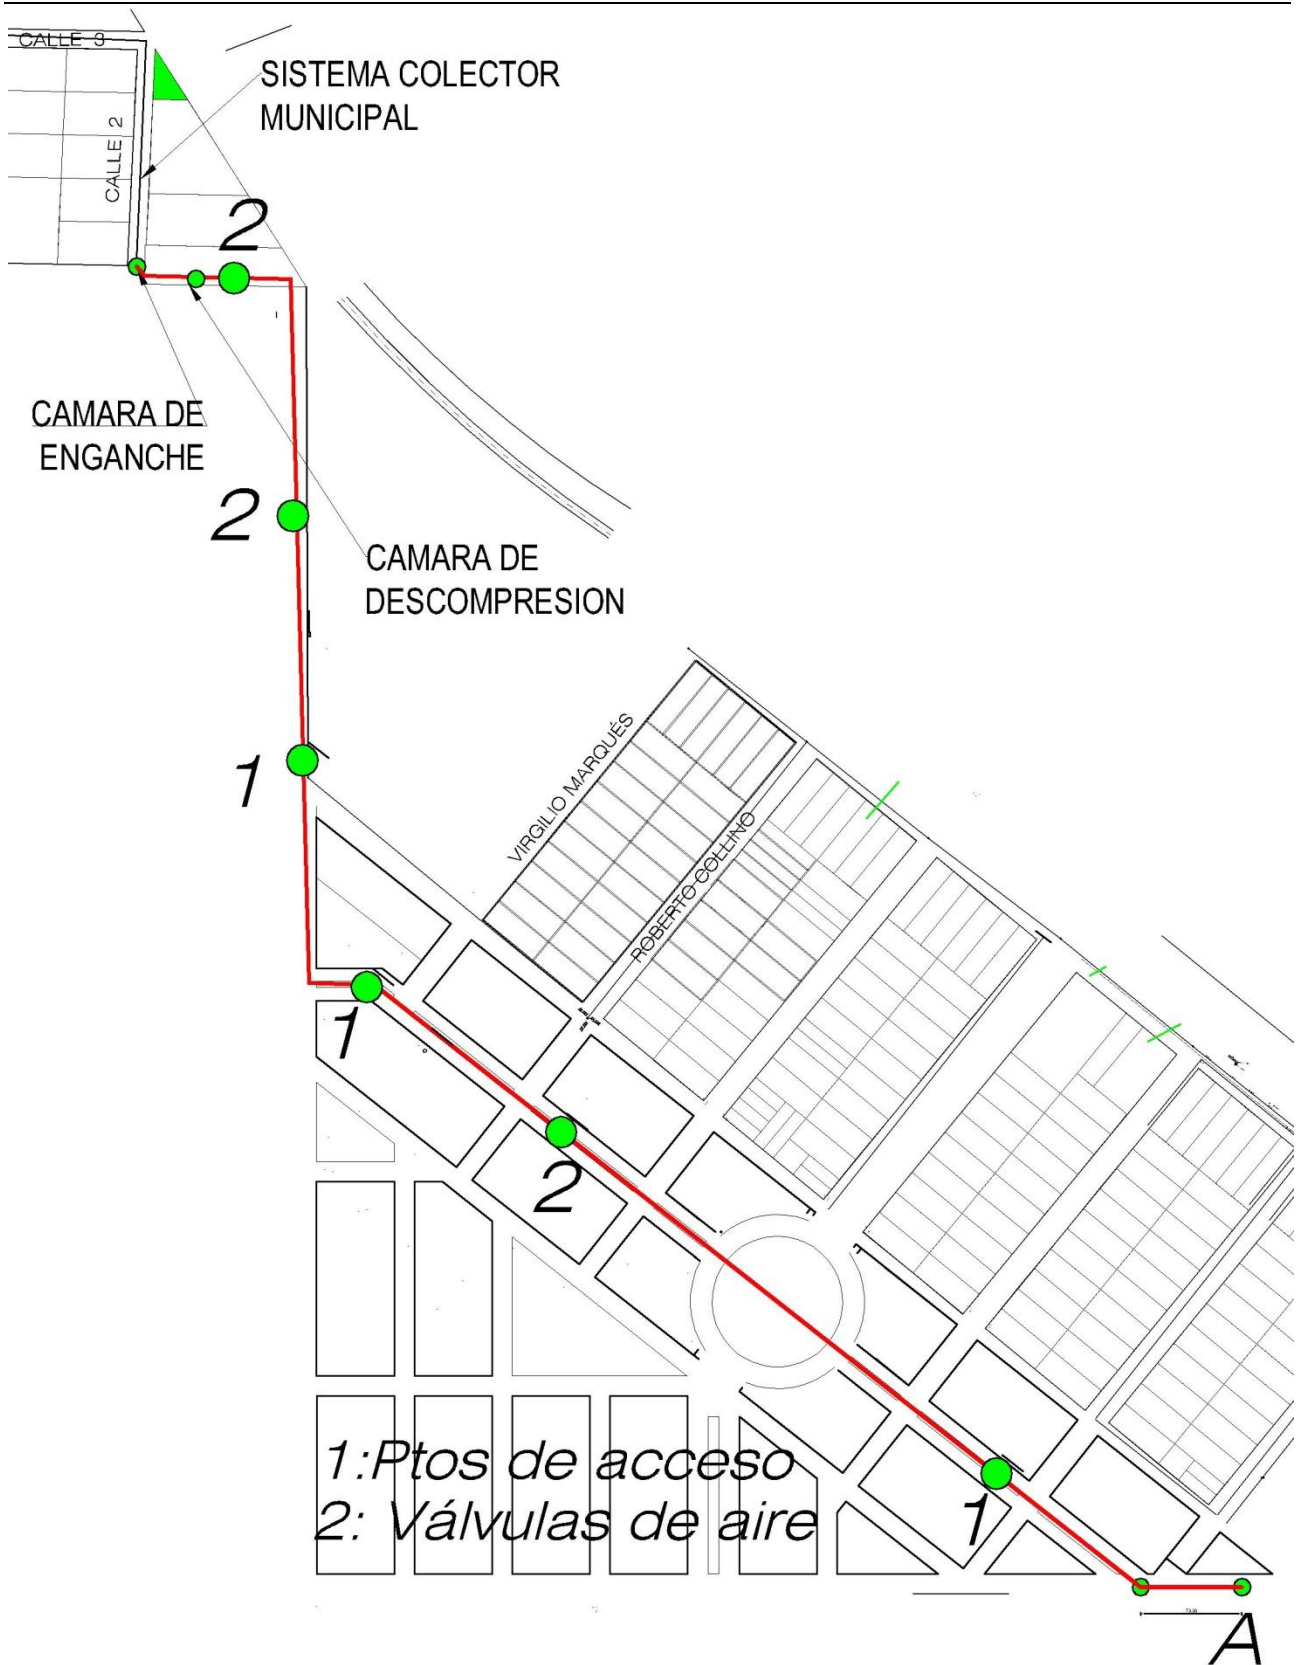 CALLE 3
SISTEMA COLECTOR
MUNICIPAL
CALLE 2
2
CAMARA DE
ENGANCHE
2
CAMARA DE
DESCOMPRESION
1
VIRGILIO MARQUÉS
ROBERTO COLLINO
1
2
1:Ptos de acceso
2: Válvulas de aire
1
A